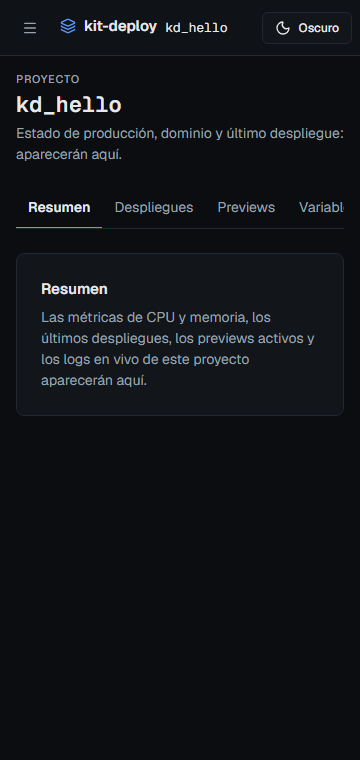 kit-deploy kd_hello Oscuro
PROYECTO
kd_hello
Estado de producción, dominio y último despliegue:
aparecerán aquí.
Resumen Despliegues Previews Variabl
Resumen
Las métricas de CPU y memoria, los
últimos despliegues, los previews activos y
los logs en vivo de este proyecto
aparecerán aquí.